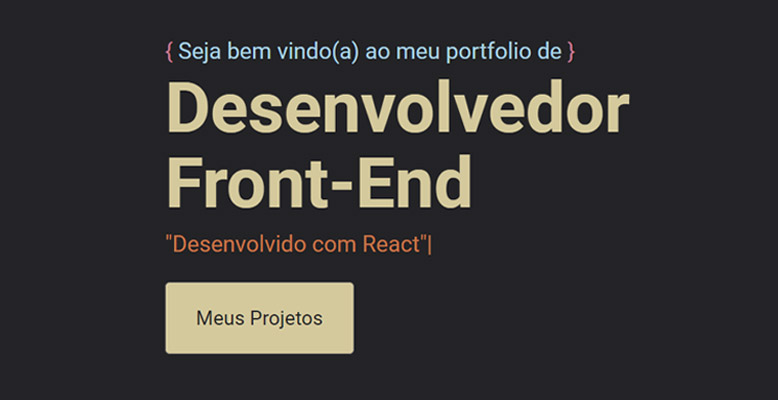 { Seja bem vindo(a) ao meu portfolio de }
Desenvolvedor
Front-End
"Desenvolvido com React"|
Meus Projetos